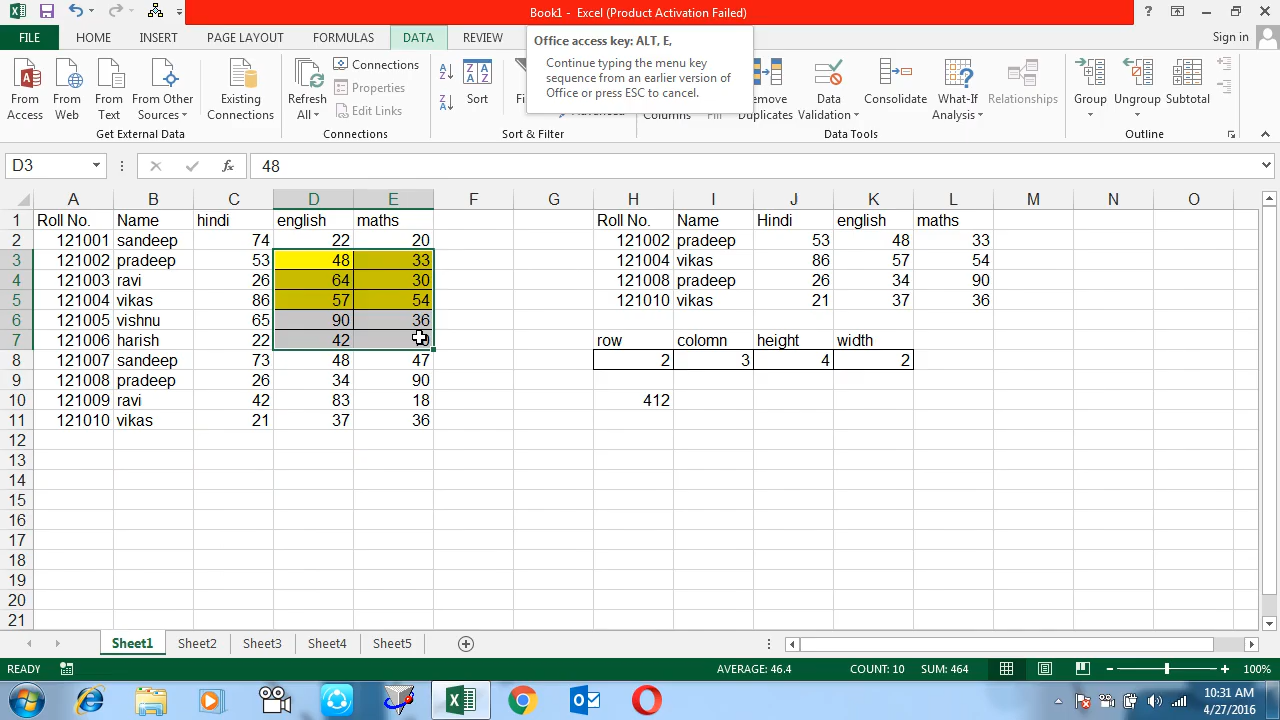 Book1 - Excel (Product Activation Failed)
FILE HOME INSERT PAGE LAYOUT FORMULAS DATA REVIEW Sign in
Office access key: ALT, E,
Continue typing the menu key
sequence from an earlier version of
Office or press ESC to cancel.
From Access From Web From Text From Other Sources Existing Connections
Get External Data
Refresh All Connections Properties Edit Links
Connections
Sort
Sort & Filter
Data Validation Consolidate What-If Analysis Relationships
Data Tools
Group Ungroup Subtotal
Outline
D3 fx 48
A B C D E F G H I J K L M N O
1 Roll No. Name hindi english maths Roll No. Name Hindi english maths
2 121001 sandeep 74 22 20 121002 pradeep 53 48 33
3 121002 pradeep 53 48 33 121004 vikas 86 57 54
4 121003 ravi 26 64 30 121008 pradeep 26 34 90
5 121004 vikas 86 57 54 121010 vikas 21 37 36
6 121005 vishnu 65 90 36
7 121006 harish 22 42 row colomn height width
8 121007 sandeep 73 48 47 2 3 4 2
9 121008 pradeep 26 34 90
10 121009 ravi 42 83 18 412
11 121010 vikas 21 37 36
12
13
14
15
16
17
18
19
20
21
Sheet1 Sheet2 Sheet3 Sheet4 Sheet5
READY AVERAGE: 46.4 COUNT: 10 SUM: 464 100%
10:31 AM
4/27/2016